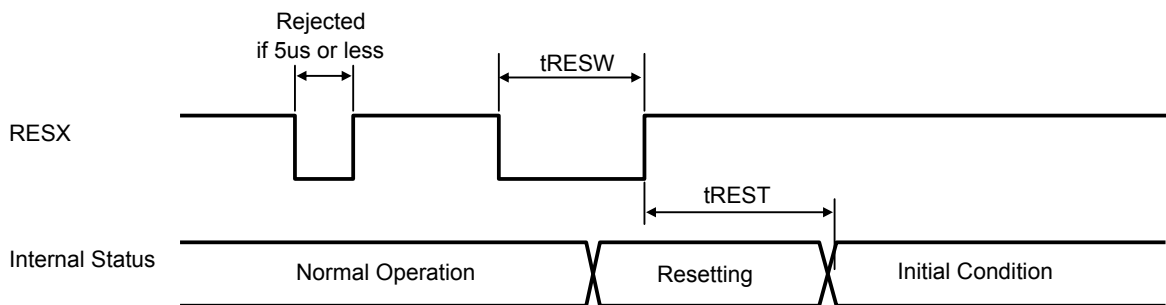 Rejected
if 5us or less
tRESW
RESX
tREST
Internal Status
Normal Operation
Resetting
Initial Condition